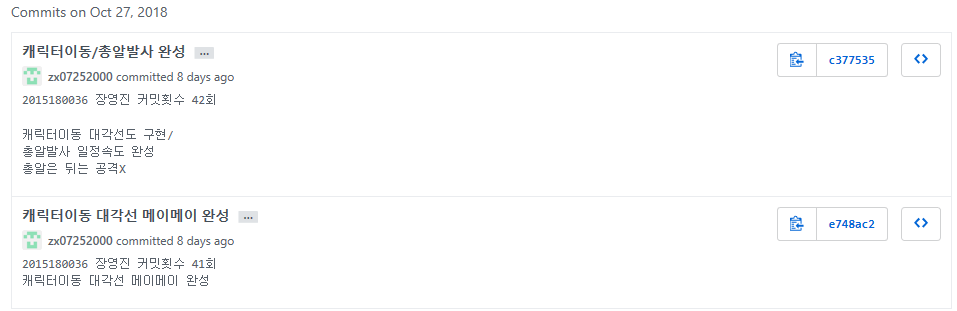 Commits on Oct 27, 2018
캐릭터이동/총알발사 완성 ...
zx07252000 committed 8 days ago
c377535
2015180036 장영진 커밋횟수 42회
캐릭터이동 대각선도 구현/
총알발사 일정속도 완성
총알은 뒤는 공격X
캐릭터이동 대각선 메이메이 완성 ...
zx07252000 committed 8 days ago
e748ac2
2015180036 장영진 커밋횟수 41회
캐릭터이동 대각선 메이메이 완성